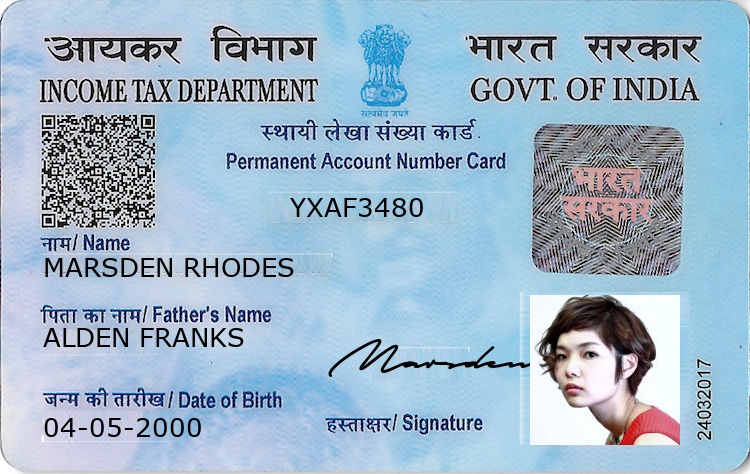 आयकर विभाग
INCOME TAX DEPARTMENT
सत्यमेव जयते
भारत सरकार
GOVT. OF INDIA
स्थायी लेखा संख्या कार्ड
Permanent Account Number Card
YXAF3480
भारत
सरकार
नाम/ Name
MARSDEN RHODES
पिता का नाम/ Father's Name
ALDEN FRANKS
Marsden
जन्म की तारीख/ Date of Birth
04-05-2000
हस्ताक्षर/ Signature
24032017